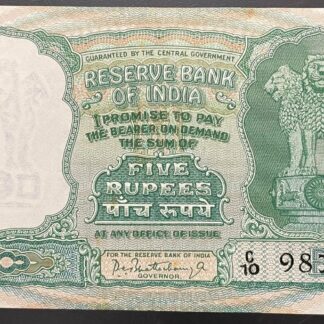 GUARANTEED BY THE CENTRAL GOVERNMENT
RESERVE BANK
OF INDIA
I PROMISE TO PAY
THE BEARER ON DEMAND
THE SUM OF
FIVE
RUPEES
पाँच रुपये
AT ANY OFFICE OF ISSUE
FOR THE RESERVE BANK OF INDIA
GOVERNOR.
C/10 98